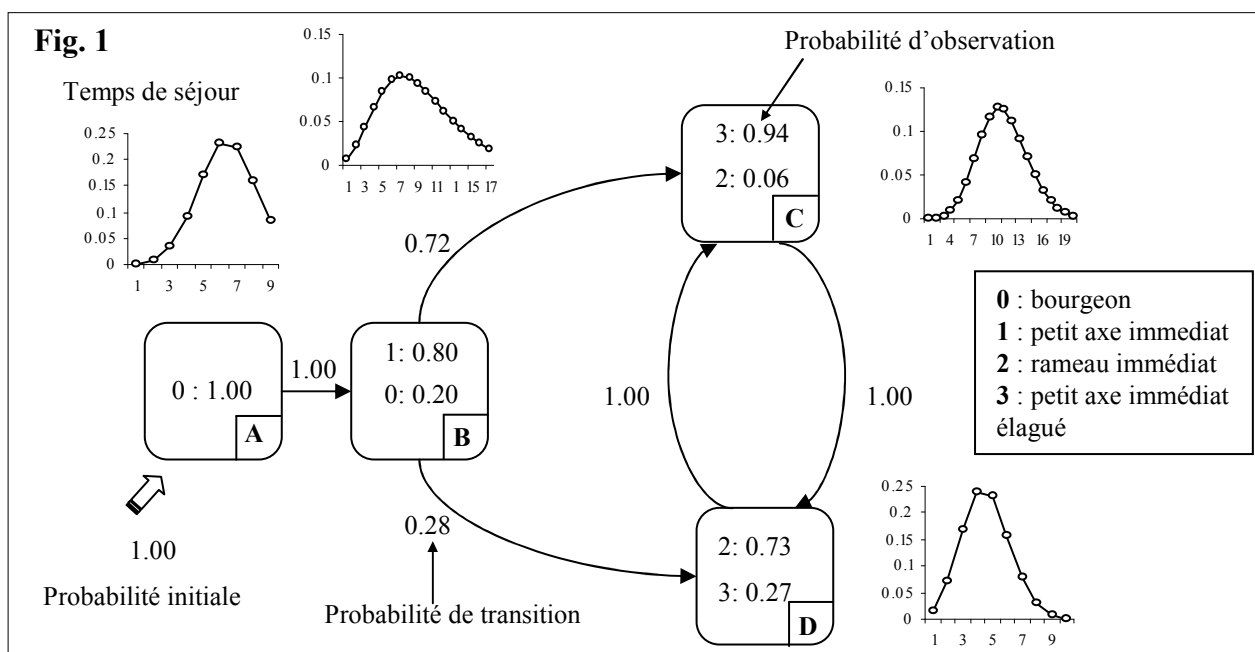 Fig. 1
Probabilité d’observation
Temps de séjour
0.25
0.2
0.15
0.1
0.05
0
1 3 5 7 9
0.15
0.1
0.05
0
1 3 5 7 9 11 1 15 17
3: 0.94
2: 0.06
C
0.15
0.1
0.05
0
1 4 7 10 13 16 19
0.72
0 : 1.00
A
1.00
1: 0.80
0: 0.20
B
1.00
1.00
0 : bourgeon
1 : petit axe immediat
2 : rameau immédiat
3 : petit axe immédiat
élagué
1.00
Probabilité initiale
0.28
Probabilité de transition
2: 0.73
3: 0.27
D
0.25
0.2
0.15
0.1
0.05
0
1 3 5 7 9